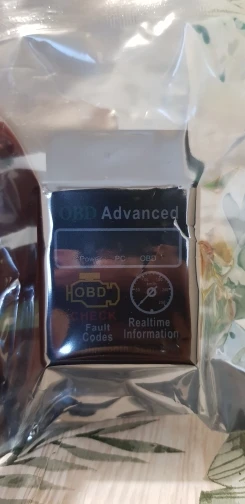 OBD Advanced
Power PC OBD
OBD
CHECK
Fault
Codes
Realtime
Information